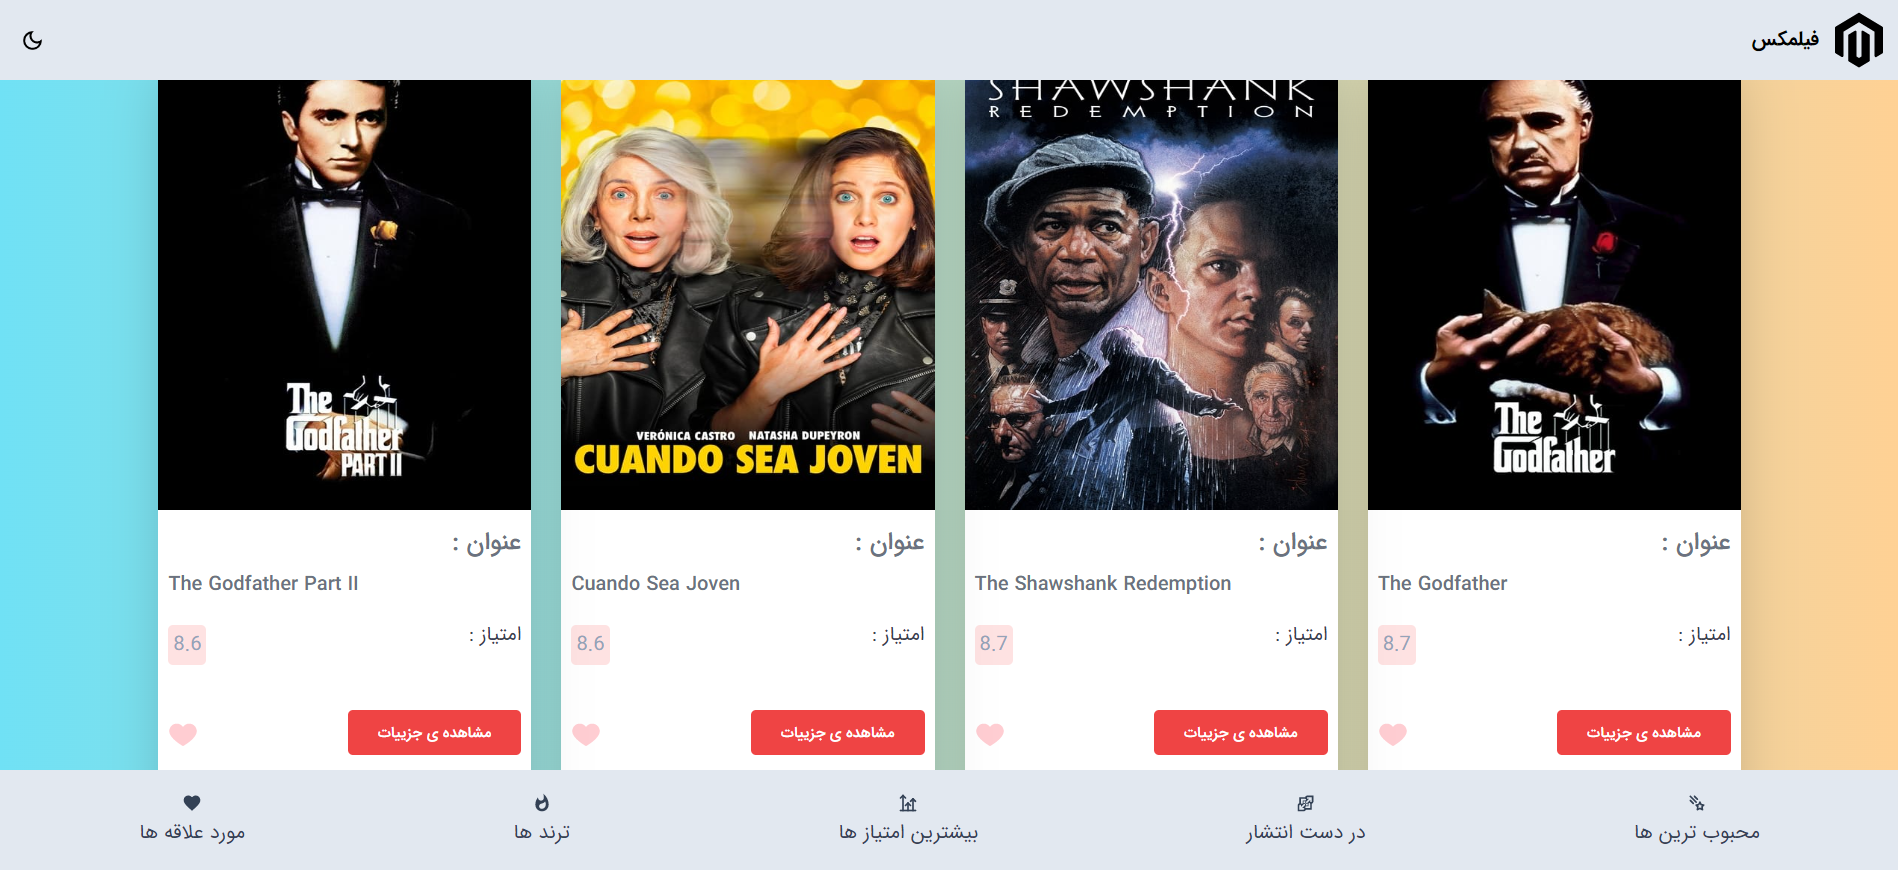 فیلمکس
The
Godfather
SHAWSHANK
REDEMPTION
VERÓNICA CASTRO NATASHA DUPEYRON
CUANDO SEA JOVEN
The
Godfather
PART II
عنوان :
The Godfather
امتیاز :
8.7
مشاهده ی جزییات
عنوان :
The Shawshank Redemption
امتیاز :
8.7
مشاهده ی جزییات
عنوان :
Cuando Sea Joven
امتیاز :
8.6
مشاهده ی جزییات
عنوان :
The Godfather Part II
امتیاز :
8.6
مشاهده ی جزییات
محبوب ترین ها
در دست انتشار
بیشترین امتیاز ها
ترند ها
مورد علاقه ها